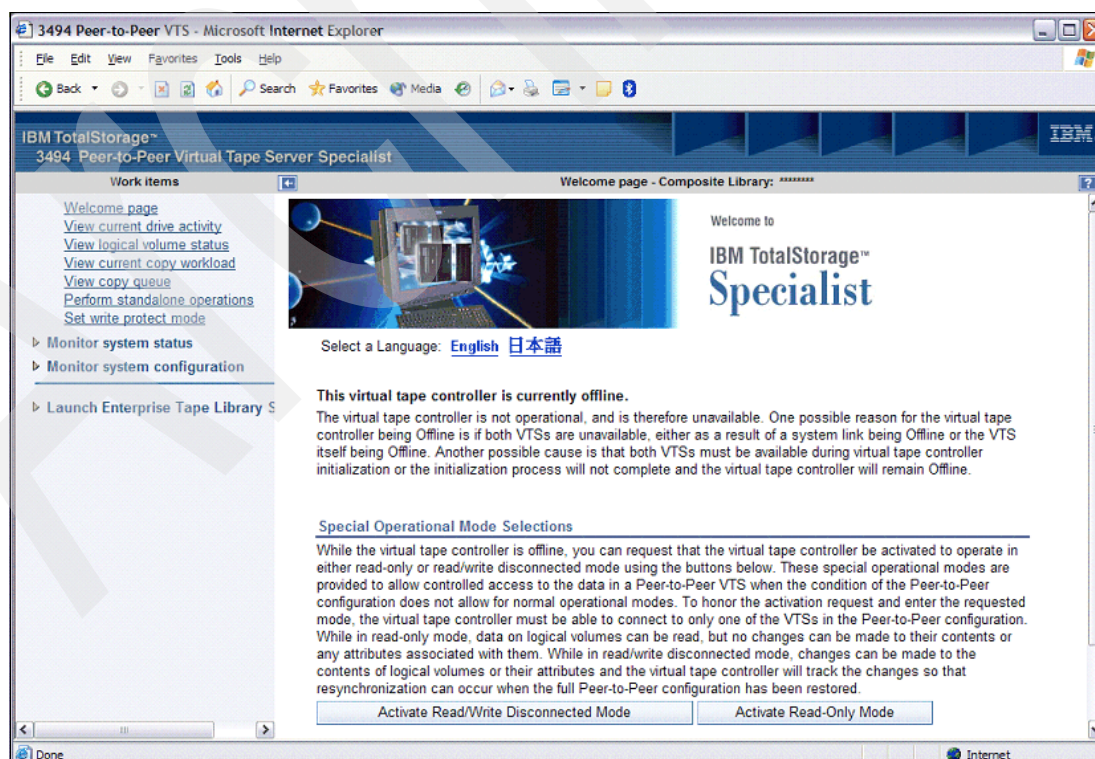 3494 Peer-to-Peer VTS - Microsoft Internet Explorer
File Edit View Favorites Tools Help
Back Search Favorites Media
IBM TotalStorage™
3494 Peer-to-Peer Virtual Tape Server Specialist
IBM
Work items
Welcome page - Composite Library: ********
?
Welcome page
View current drive activity
View logical volume status
View current copy workload
View copy queue
Perform standalone operations
Set write protect mode
Monitor system status
Monitor system configuration
Launch Enterprise Tape Library S
Welcome to
IBM TotalStorage™
Specialist
Select a Language: English 日本語
This virtual tape controller is currently offline.
The virtual tape controller is not operational, and is therefore unavailable. One possible reason for the virtual tape
controller being Offline is if both VTSs are unavailable, either as a result of a system link being Offline or the VTS
itself being Offline. Another possible cause is that both VTSs must be available during virtual tape controller
initialization or the initialization process will not complete and the virtual tape controller will remain Offline.
Special Operational Mode Selections
While the virtual tape controller is offline, you can request that the virtual tape controller be activated to operate in
either read-only or read/write disconnected mode using the buttons below. These special operational modes are
provided to allow controlled access to the data in a Peer-to-Peer VTS when the condition of the Peer-to-Peer
configuration does not allow for normal operational modes. To honor the activation request and enter the requested
mode, the virtual tape controller must be able to connect to only one of the VTSs in the Peer-to-Peer configuration.
While in read-only mode, data on logical volumes can be read, but no changes can be made to their contents or
any attributes associated with them. While in read/write disconnected mode, changes can be made to the
contents of logical volumes or their attributes and the virtual tape controller will track the changes so that
resynchronization can occur when the full Peer-to-Peer configuration has been restored.
Activate Read/Write Disconnected Mode
Activate Read-Only Mode
Done
Internet